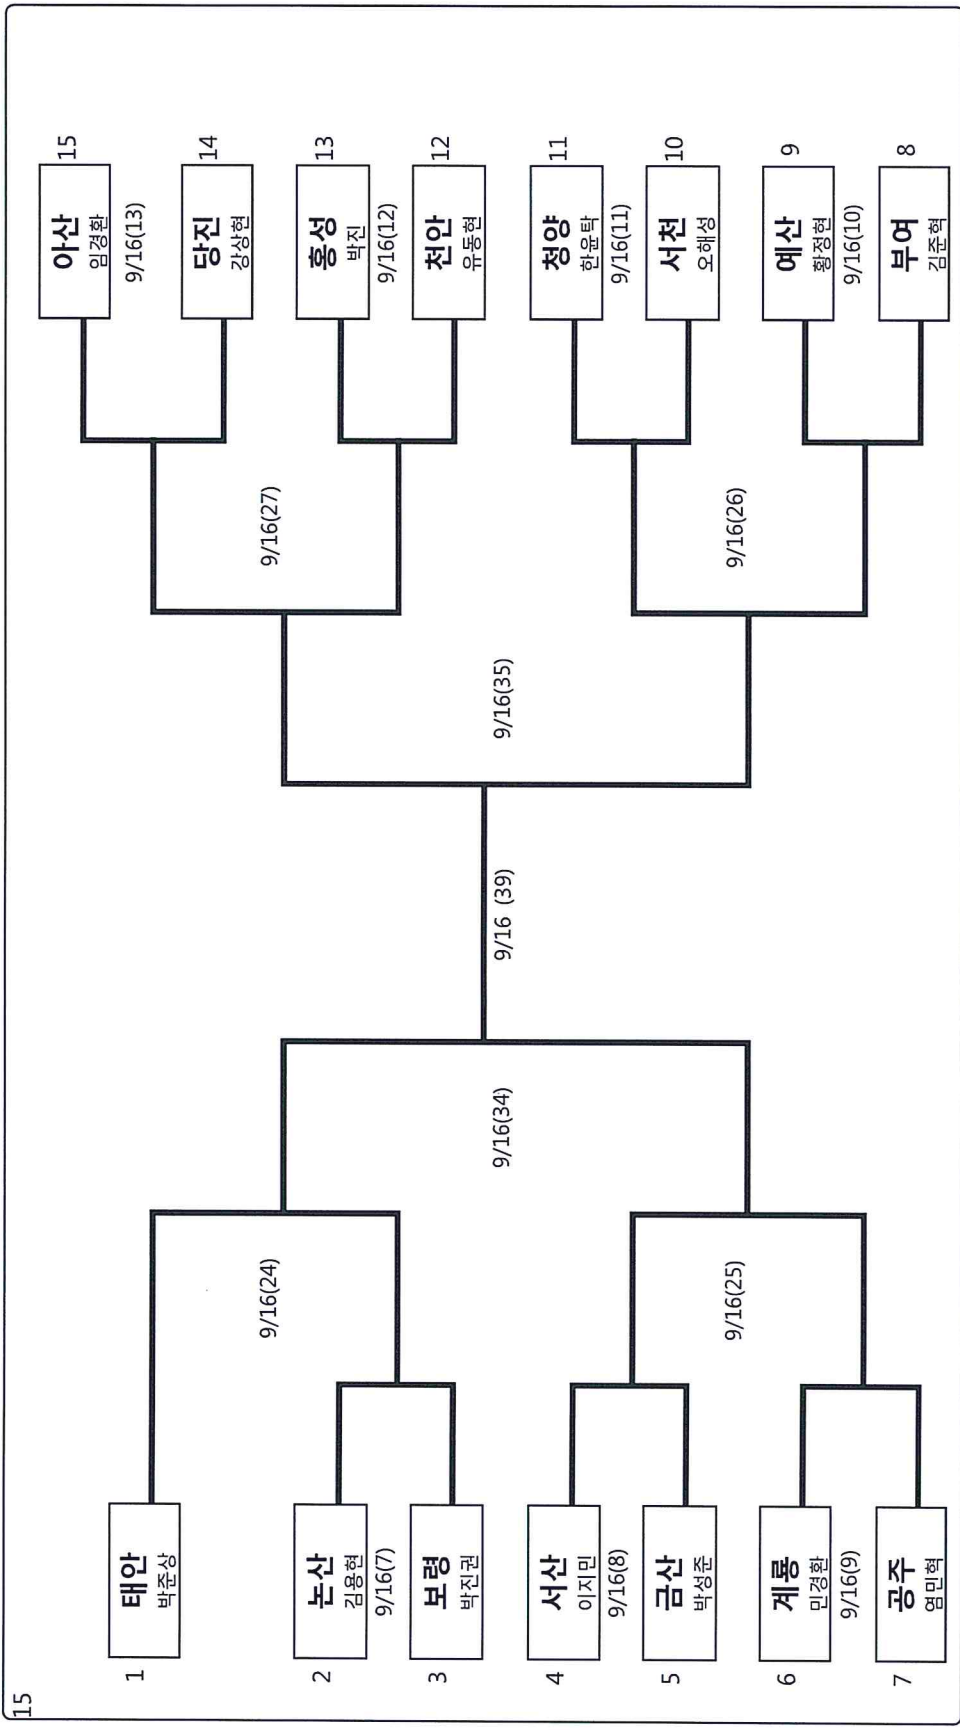 15
1
태안
박준상
2
논산
김용현
9/16(7)
3
보령
박진권
4
서산
이지민
9/16(8)
5
금산
박성준
6
계룡
민경환
9/16(9)
7
공주
염민혁
9/16(24)
9/16(25)
9/16(34)
9/16 (39)
9/16(35)
9/16(27)
9/16(26)
15
아산
임경환
9/16(13)
14
당진
강상현
13
홍성
박진
9/16(12)
12
천안
유동현
11
청양
한윤탁
9/16(11)
10
서천
오해성
9
예산
황정현
9/16(10)
8
부여
김준혁